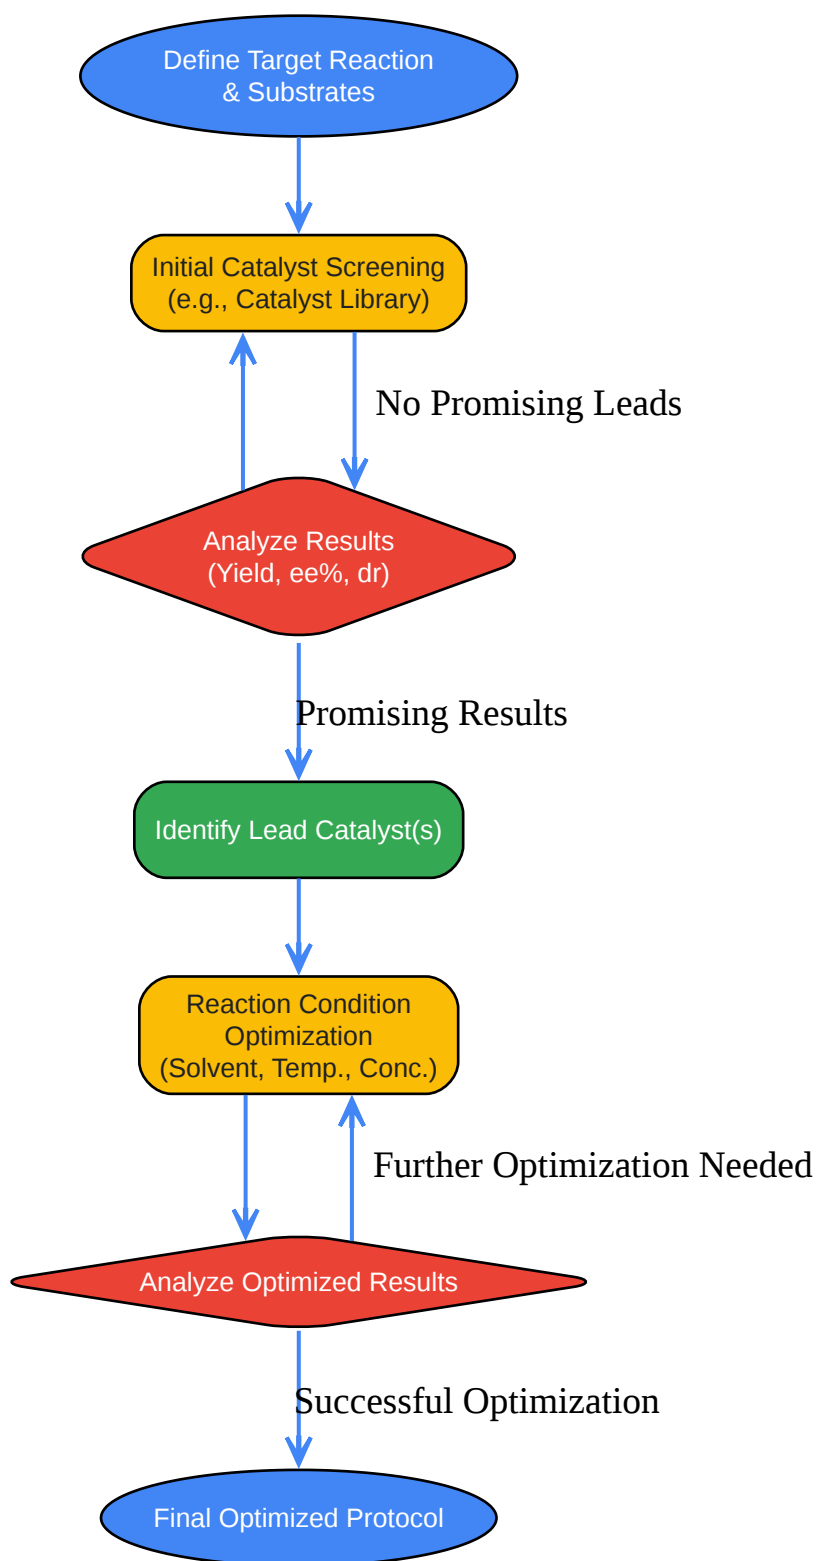 Define Target Reaction
& Substrates
Initial Catalyst Screening
(e.g., Catalyst Library)
No Promising Leads
Analyze Results
(Yield, ee%, dr)
Promising Results
Identify Lead Catalyst(s)
Reaction Condition
Optimization
(Solvent, Temp., Conc.)
Further Optimization Needed
Analyze Optimized Results
Successful Optimization
Final Optimized Protocol